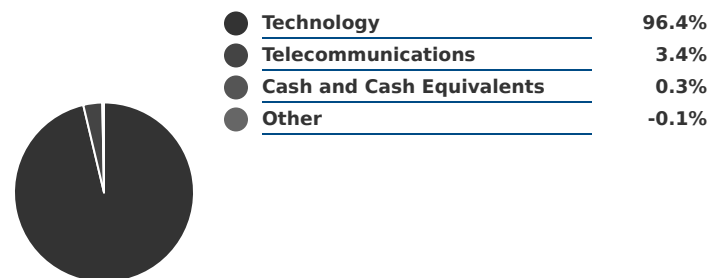 Technology 96.4%
Telecommunications 3.4%
Cash and Cash Equivalents 0.3%
Other -0.1%